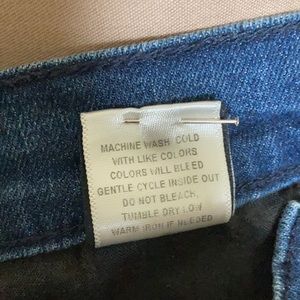 MACHINE WASH COLD
WITH LIKE COLORS
COLORS WILL BLEED
GENTLE CYCLE INSIDE OUT
DO NOT BLEACH,
TUMBLE DRY LOW
WARM IRON IF NEEDED